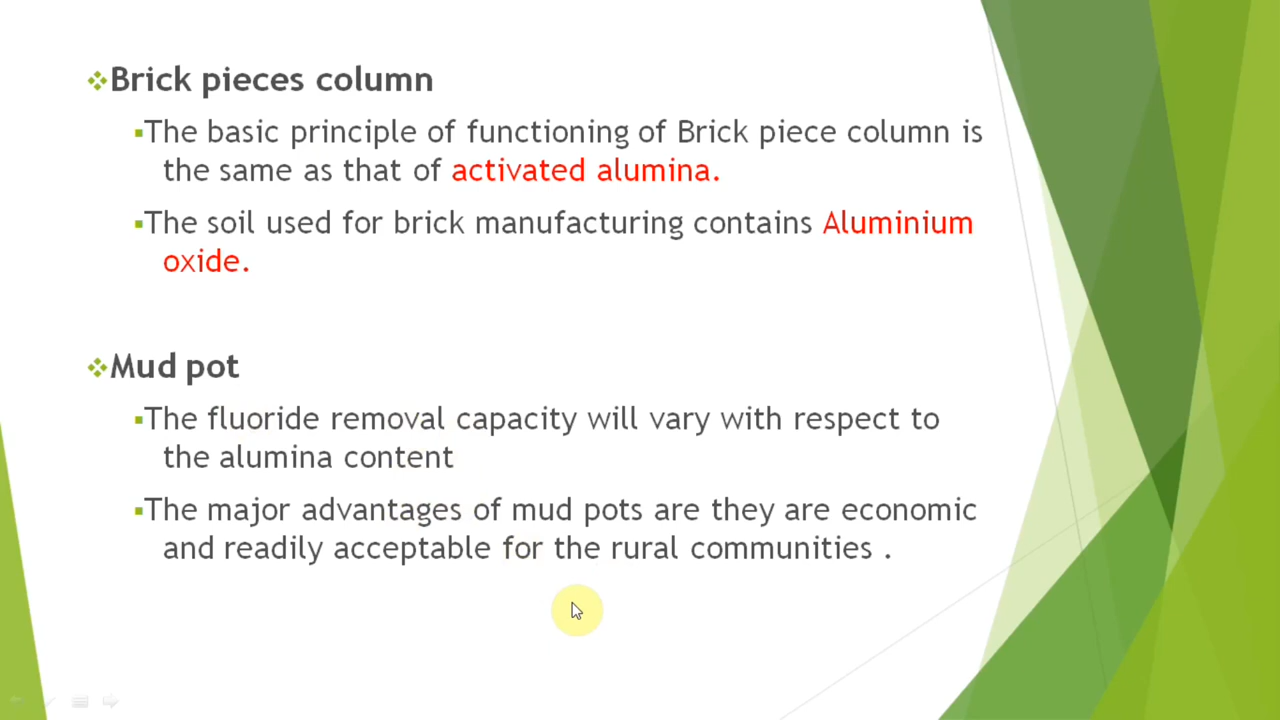 ❖Brick pieces column
▪The basic principle of functioning of Brick piece column is
the same as that of activated alumina.
▪The soil used for brick manufacturing contains Aluminium
oxide.
❖Mud pot
▪The fluoride removal capacity will vary with respect to
the alumina content
▪The major advantages of mud pots are they are economic
and readily acceptable for the rural communities .